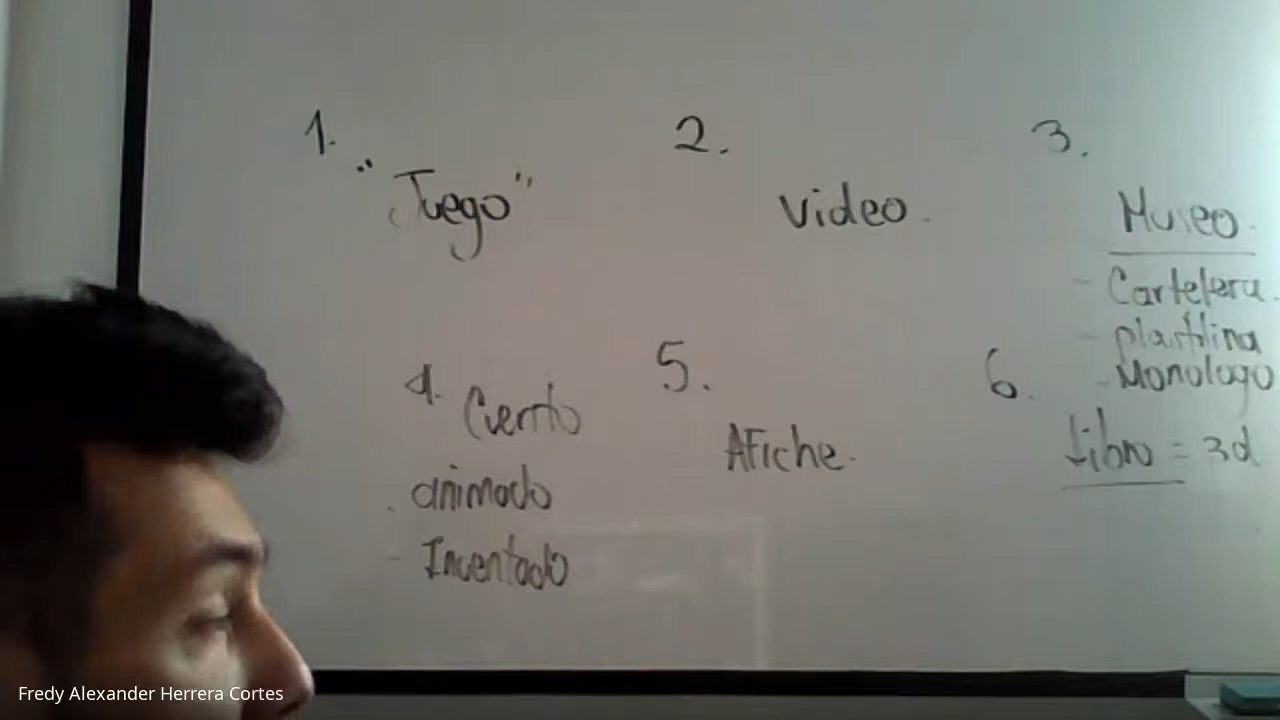 1.
"Juego"
2.
video.
3.
Museo.
- Cartelera.
- plastilina
- Monologo
4. Cuento
. animado
- Inventado
5.
AFiche.
6.
Libro = 3d
Fredy Alexander Herrera Cortes